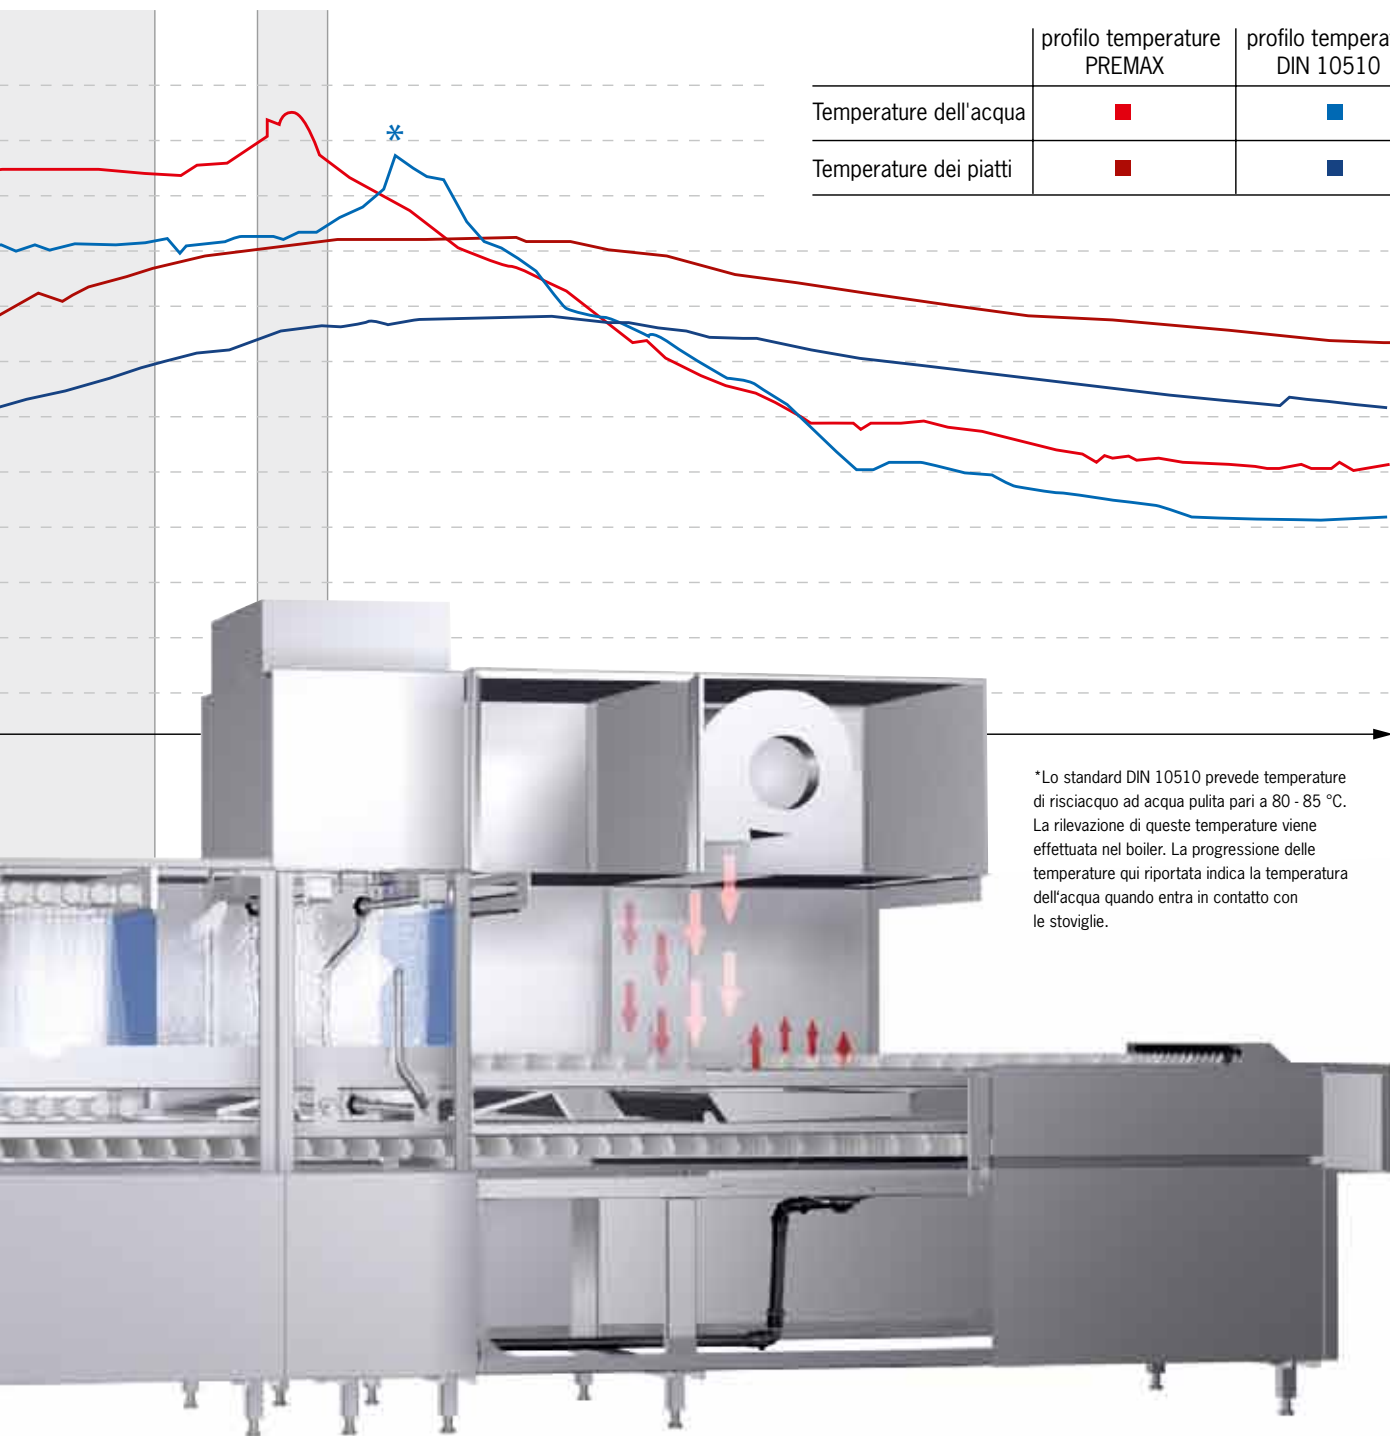 profilo temperature
PREMAX
DIN 10510
profilo
Temperature dell'acqua
*
Temperature dei piatti
*Lo standard DIN 10510 prevede temperature
di risciacquo ad acqua pulita pari a 80 - 85 °C.
La rilevazione di queste temperature viene
effettuata nel boiler. La progressione delle
temperature qui riportata indica la temperatura
dell'acqua quando entra in contatto con
le stoviglie.